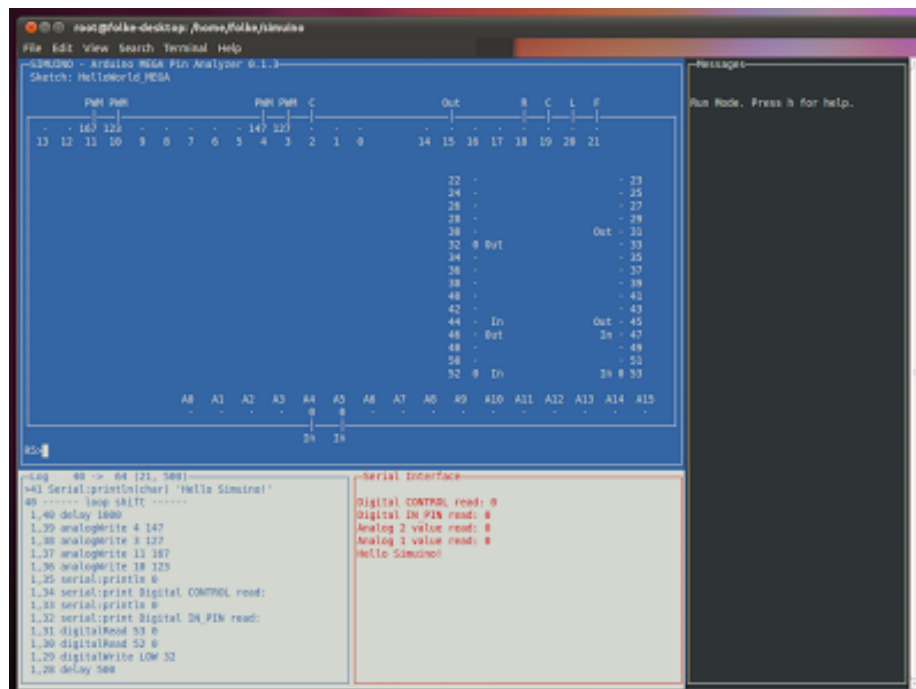 root@folke-desktop: /home/folke/simuino
File Edit View Search Terminal Help
SIMUINO - Arduino MEGA Pin Analyzer 0.1.3
Sketch: HelloWorld_MEGA
PWM PWM PWM PWM C Out R C L F
167 123 147 127
13 12 11 10 9 8 7 6 5 4 3 2 1 0 14 15 16 17 18 19 20 21
22 - - 23
24 - - 25
26 - - 27
28 - - 29
30 - Out - 31
32 0 Out - 33
34 - - 35
36 - - 37
38 - - 39
40 - - 41
42 - - 43
44 - In Out - 45
46 - Out In - 47
48 - - 49
50 - - 51
52 0 In In 0 53
A0 A1 A2 A3 A4 A5 A6 A7 A8 A9 A10 A11 A12 A13 A14 A15
0 0
In In
R5>
Messages
Run Mode. Press h for help.
Log 40 -> 64 (21, 500)
>41 Serial:println(char) 'Hello Simuino!'
40 ------ loop shift ------
1,40 delay 1000
1,39 analogWrite 4 147
1,38 analogWrite 3 127
1,37 analogWrite 11 167
1,36 analogWrite 10 123
1,35 serial:println 0
1,34 serial:print Digital CONTROL read:
1,33 serial:println 0
1,32 serial:print Digital IN_PIN read:
1,31 digitalRead 53 0
1,30 digitalRead 52 0
1,29 digitalWrite LOW 32
1,28 delay 500
Serial Interface
Digital CONTROL read: 0
Digital IN PIN read: 0
Analog 2 value read: 0
Analog 1 value read: 0
Hello Simuino!